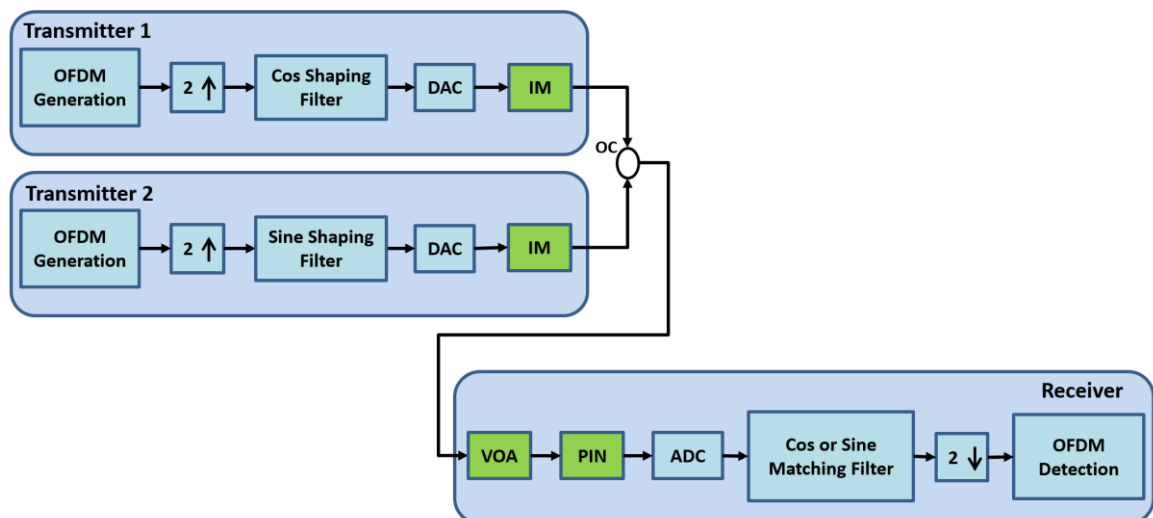 Transmitter 1
OFDM
Generation
2 ↑
Cos Shaping
Filter
DAC
IM
OC
Transmitter 2
OFDM
Generation
2 ↑
Sine Shaping
Filter
DAC
IM
Receiver
VOA
PIN
ADC
Cos or Sine
Matching Filter
2 ↓
OFDM
Detection